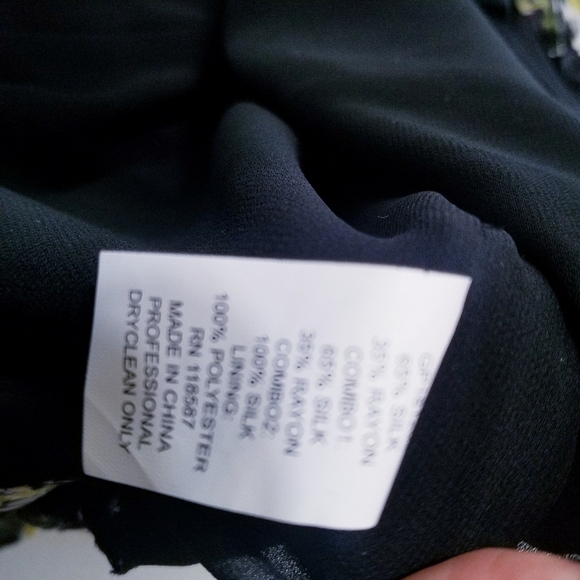 65% SILK
35% RAYON
COMBO1
65% SILK
35% RAYON
COMBO2
100% SILK
LINING:
100% POLYESTER
RN 118567
MADE IN CHINA
PROFESSIONAL
DRYCLEAN ONLY